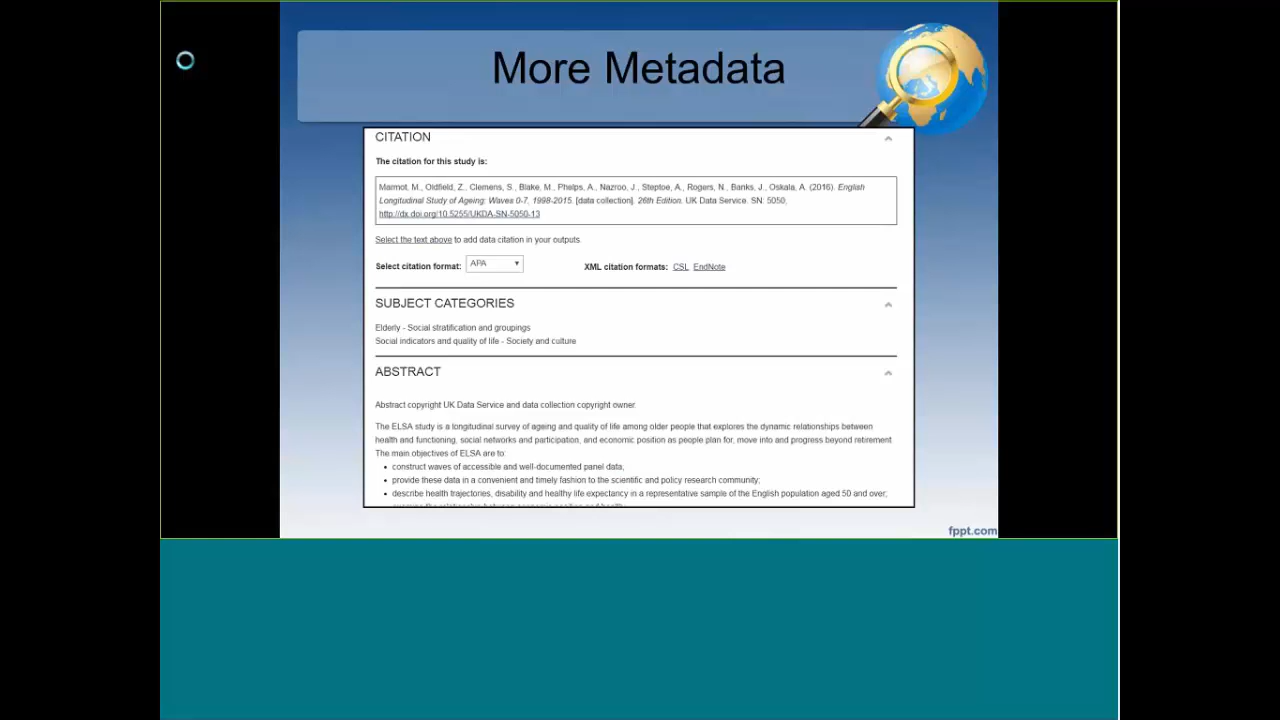 More Metadata
CITATION
The citation for this study is:
Marmot, M., Oldfield, Z., Clemens, S., Blake, M., Phelps, A., Nazroo, J., Steptoe, A., Rogers, N., Banks, J., Oskala, A. (2016). English
Longitudinal Study of Ageing: Waves 0-7, 1998-2015. [data collection]. 26th Edition. UK Data Service. SN: 5050,
http://dx.doi.org/10.5255/UKDA-SN-5050-13
Select the text above to add data citation in your outputs.
Select citation format: APA XML citation formats: CSL EndNote
SUBJECT CATEGORIES
Elderly - Social stratification and groupings
Social indicators and quality of life - Society and culture
ABSTRACT
Abstract copyright UK Data Service and data collection copyright owner.
The ELSA study is a longitudinal survey of ageing and quality of life among older people that explores the dynamic relationships between
health and functioning, social networks and participation, and economic position as people plan for, move into and progress beyond retirement.
The main objectives of ELSA are to:
construct waves of accessible and well-documented panel data;
provide these data in a convenient and timely fashion to the scientific and policy research community;
describe health trajectories, disability and healthy life expectancy in a representative sample of the English population aged 50 and over;
fppt.com